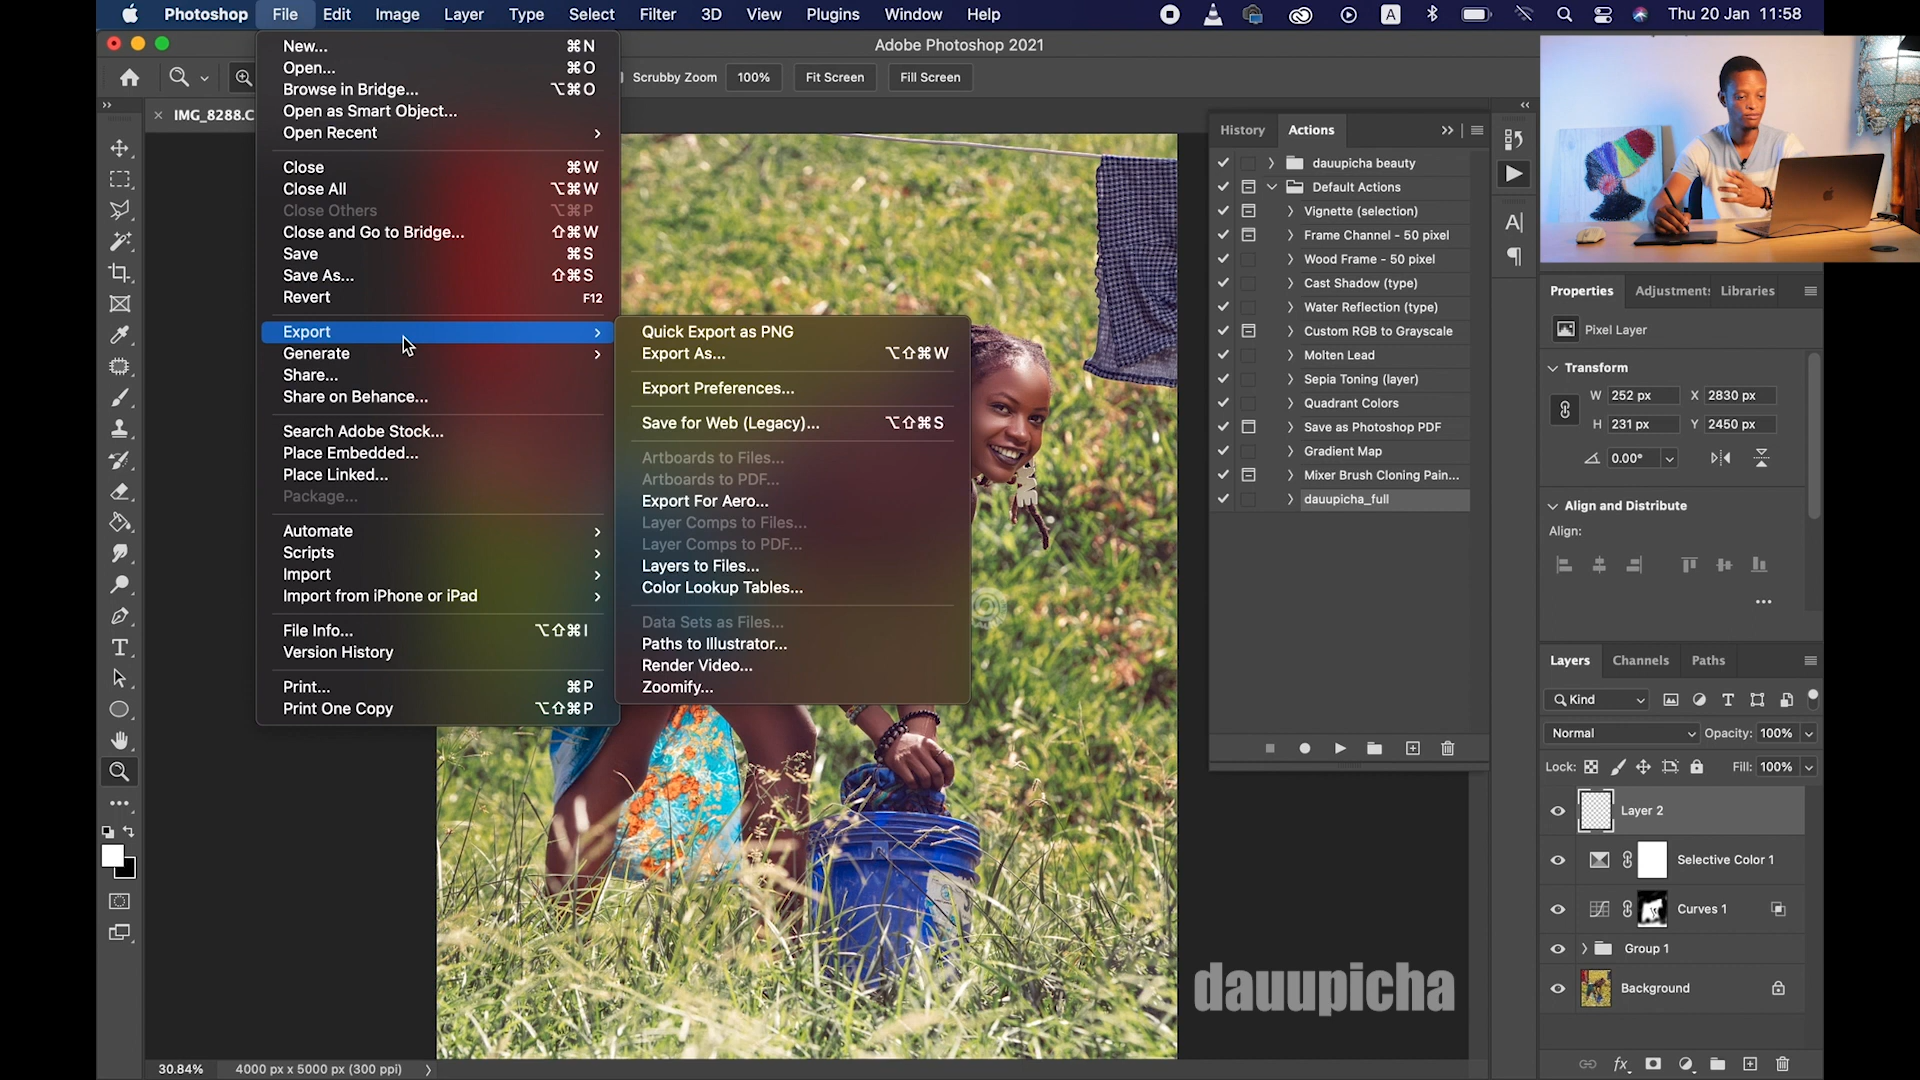 Photoshop File Edit Image Layer Type Select Filter 3D View Plugins Window Help A Thu 20 Jan 11:58
Adobe Photoshop 2021
Scrubby Zoom 100% Fit Screen Fill Screen
IMG_8288.C
New... ⌘N
Open... ⌘O
Browse in Bridge... ⌥⌘O
Open as Smart Object...
Open Recent
Close ⌘W
Close All ⌥⌘W
Close Others ⌥⌘P
Close and Go to Bridge... ⇧⌘W
Save ⌘S
Save As... ⇧⌘S
Revert F12
Export
Generate
Share...
Share on Behance...
Search Adobe Stock...
Place Embedded...
Place Linked...
Package...
Automate
Scripts
Import
Import from iPhone or iPad
File Info... ⌥⇧⌘I
Version History
Print... ⌘P
Print One Copy ⌥⇧⌘P
Quick Export as PNG
Export As... ⌥⇧⌘W
Export Preferences...
Save for Web (Legacy)... ⌥⇧⌘S
Artboards to Files...
Artboards to PDF...
Export For Aero...
Layer Comps to Files...
Layer Comps to PDF...
Layers to Files...
Color Lookup Tables...
Data Sets as Files...
Paths to Illustrator...
Render Video...
Zoomify...
History Actions
dauupicha beauty
Default Actions
Vignette (selection)
Frame Channel - 50 pixel
Wood Frame - 50 pixel
Cast Shadow (type)
Water Reflection (type)
Custom RGB to Grayscale
Molten Lead
Sepia Toning (layer)
Quadrant Colors
Save as Photoshop PDF
Gradient Map
Mixer Brush Cloning Pain...
dauupicha_full
Properties Adjustment: Libraries
Pixel Layer
Transform
W 252 px X 2830 px
H 231 px Y 2450 px
0.00°
Align and Distribute
Align:
Layers Channels Paths
Kind
Normal Opacity: 100%
Lock: Fill: 100%
Layer 2
Selective Color 1
Curves 1
Group 1
Background
dauupicha
30.84% 4000 px x 5000 px (300 ppi)